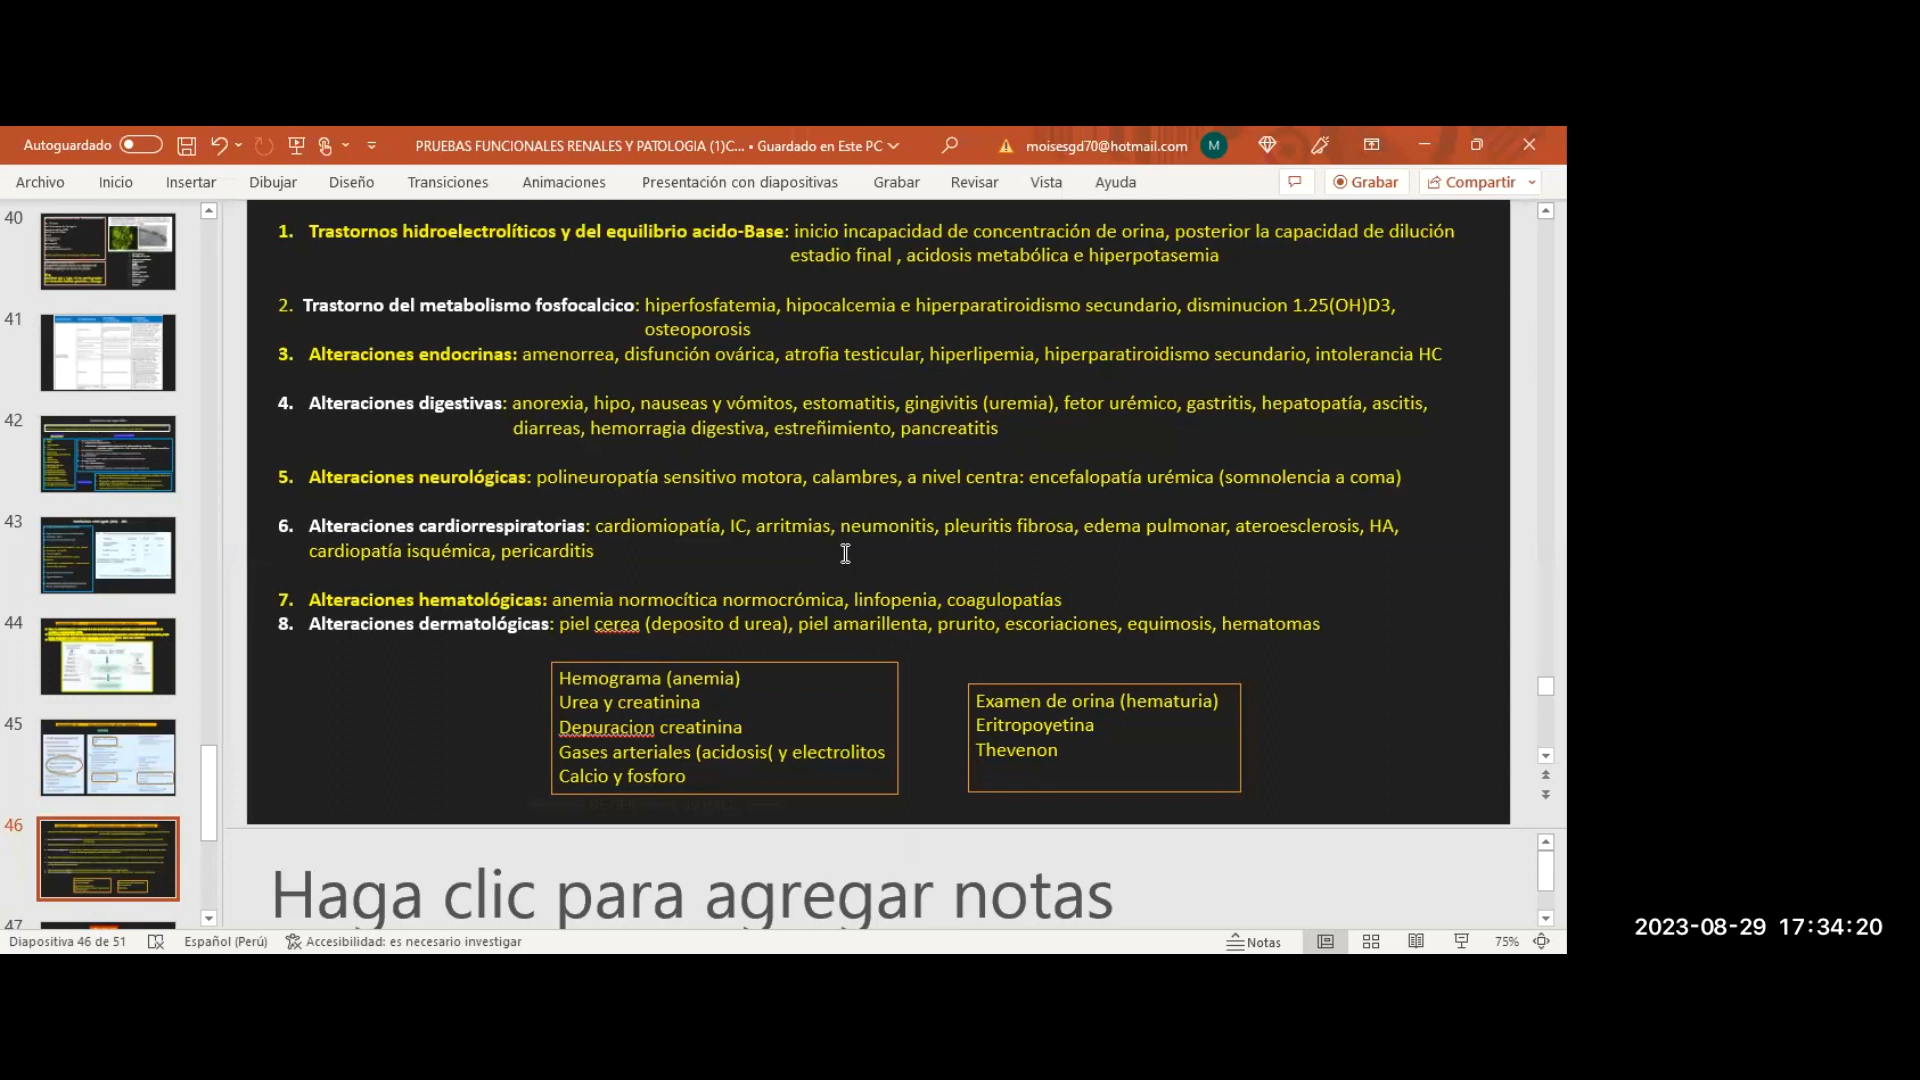 Autoguardado
PRUEBAS FUNCIONALES RENALES Y PATOLOGIA (1)C... • Guardado en Este PC
moisesgd70@hotmail.com
M
Archivo Inicio Insertar Dibujar Diseño Transiciones Animaciones Presentación con diapositivas Grabar Revisar Vista Ayuda
Grabar
Compartir
40
41
42
43
44
45
46
47
1. Trastornos hidroelectrolíticos y del equilibrio acido-Base: inicio incapacidad de concentración de orina, posterior la capacidad de dilución
estadio final , acidosis metabólica e hiperpotasemia
2. Trastorno del metabolismo fosfocalcico: hiperfosfatemia, hipocalcemia e hiperparatiroidismo secundario, disminucion 1.25(OH)D3,
osteoporosis
3. Alteraciones endocrinas: amenorrea, disfunción ovárica, atrofia testicular, hiperlipemia, hiperparatiroidismo secundario, intolerancia HC
4. Alteraciones digestivas: anorexia, hipo, nauseas y vómitos, estomatitis, gingivitis (uremia), fetor urémico, gastritis, hepatopatía, ascitis,
diarreas, hemorragia digestiva, estreñimiento, pancreatitis
5. Alteraciones neurológicas: polineuropatía sensitivo motora, calambres, a nivel centra: encefalopatía urémica (somnolencia a coma)
6. Alteraciones cardiorrespiratorias: cardiomiopatía, IC, arritmias, neumonitis, pleuritis fibrosa, edema pulmonar, ateroesclerosis, HA,
cardiopatía isquémica, pericarditis
7. Alteraciones hematológicas: anemia normocítica normocrómica, linfopenia, coagulopatías
8. Alteraciones dermatológicas: piel cerea (deposito d urea), piel amarillenta, prurito, escoriaciones, equimosis, hematomas
Hemograma (anemia)
Urea y creatinina
Depuracion creatinina
Gases arteriales (acidosis( y electrolitos
Calcio y fosforo
Examen de orina (hematuria)
Eritropoyetina
Thevenon
Haga clic para agregar notas
Diapositiva 46 de 51
Español (Perú)
Accesibilidad: es necesario investigar
Notas
75%
2023-08-29 17:34:20